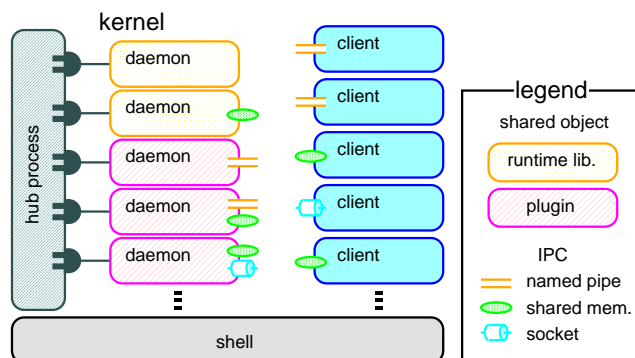 kernel
hub process
daemon
daemon
daemon
daemon
daemon
client
client
client
client
client
shell
legend
shared object
runtime lib.
plugin
IPC
named pipe
shared mem.
socket